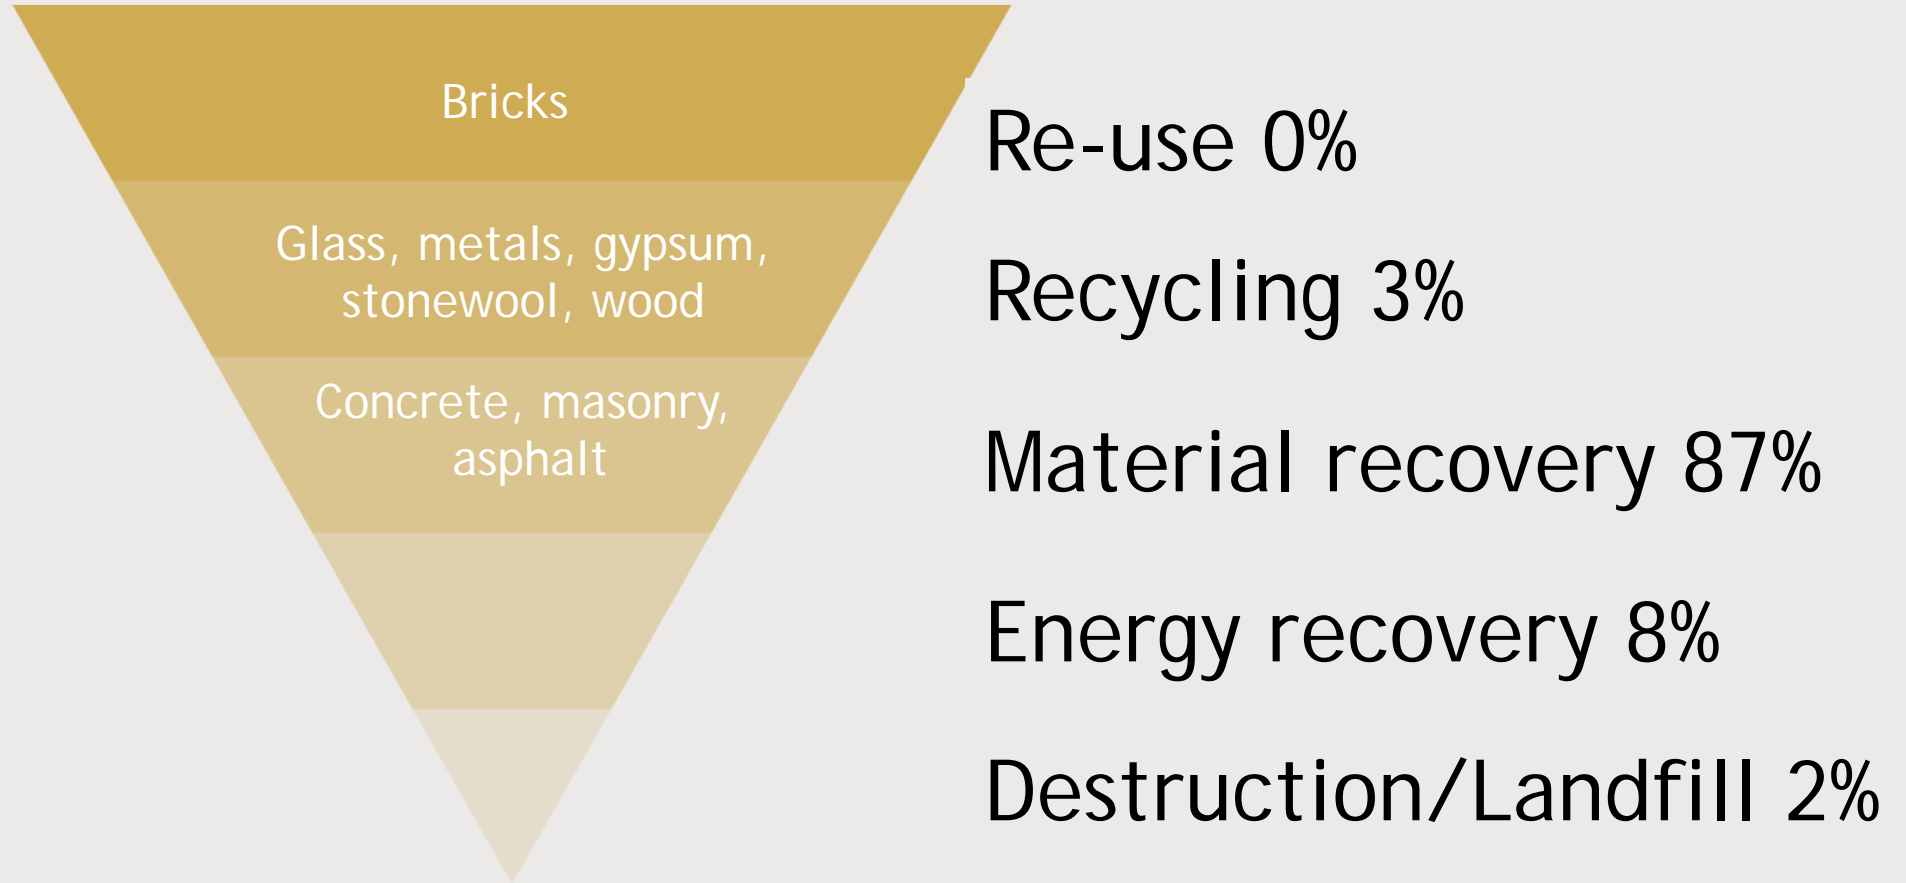 Bricks
Re-use 0%
Glass, metals, gypsum,
stonewool, wood
Recycling 3%
Concrete, masonry,
asphalt
Material recovery 87%
Energy recovery 8%
Destruction/Landfill 2%